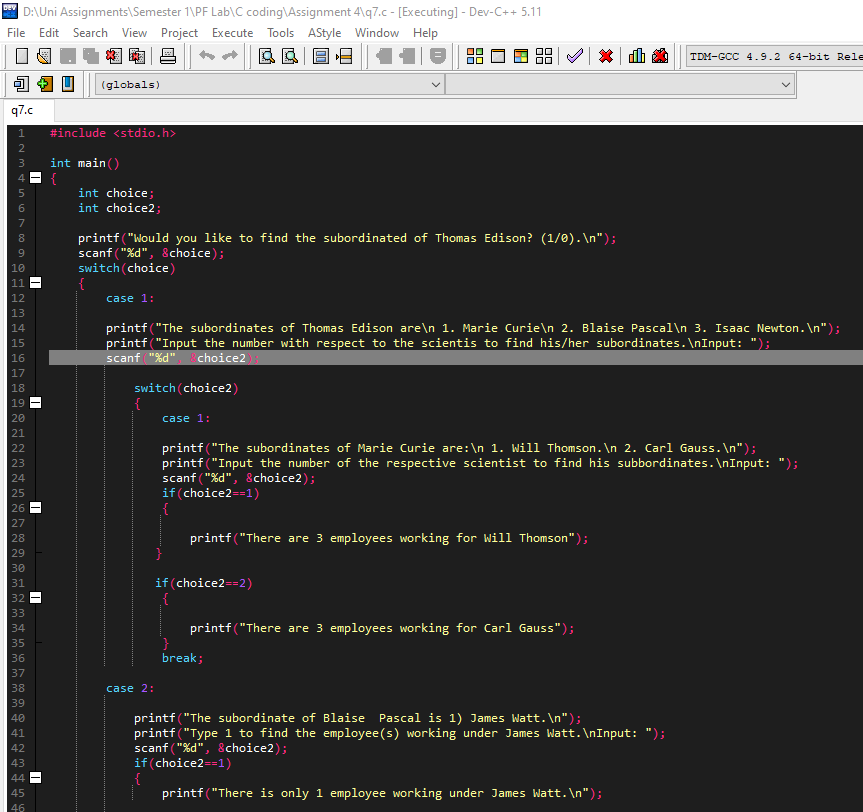 D:\Uni Assignments\Semester 1\PF Lab\C coding\Assignment 4\q7.c - [Executing] - Dev-C++ 5.11
File Edit Search View Project Execute Tools AStyle Window Help
TDM-GCC 4.9.2 64-bit Rele
(globals)
q7.c
1 #include <stdio.h>
2
3 int main()
4 {
5 int choice;
6 int choice2;
7
8 printf("Would you like to find the subordinated of Thomas Edison? (1/0).\n");
9 scanf("%d", &choice);
10 switch(choice)
11 {
12 case 1:
13
14 printf("The subordinates of Thomas Edison are\n 1. Marie Curie\n 2. Blaise Pascal\n 3. Isaac Newton.\n");
15 printf("Input the number with respect to the scientis to find his/her subordinates.\nInput: ");
16 scanf("%d", &choice2);
17
18 switch(choice2)
19 {
20 case 1:
21
22 printf("The subordinates of Marie Curie are:\n 1. Will Thomson.\n 2. Carl Gauss.\n");
23 printf("Input the number of the respective scientist to find his subbordinates.\nInput: ");
24 scanf("%d", &choice2);
25 if(choice2==1)
26 {
27
28 printf("There are 3 employees working for Will Thomson");
29 }
30
31 if(choice2==2)
32 {
33
34 printf("There are 3 employees working for Carl Gauss");
35 }
36 break;
37
38 case 2:
39
40 printf("The subordinate of Blaise  Pascal is 1) James Watt.\n");
41 printf("Type 1 to find the employee(s) working under James Watt.\nInput: ");
42 scanf("%d", &choice2);
43 if(choice2==1)
44 {
45 printf("There is only 1 employee working under James Watt.\n");
46